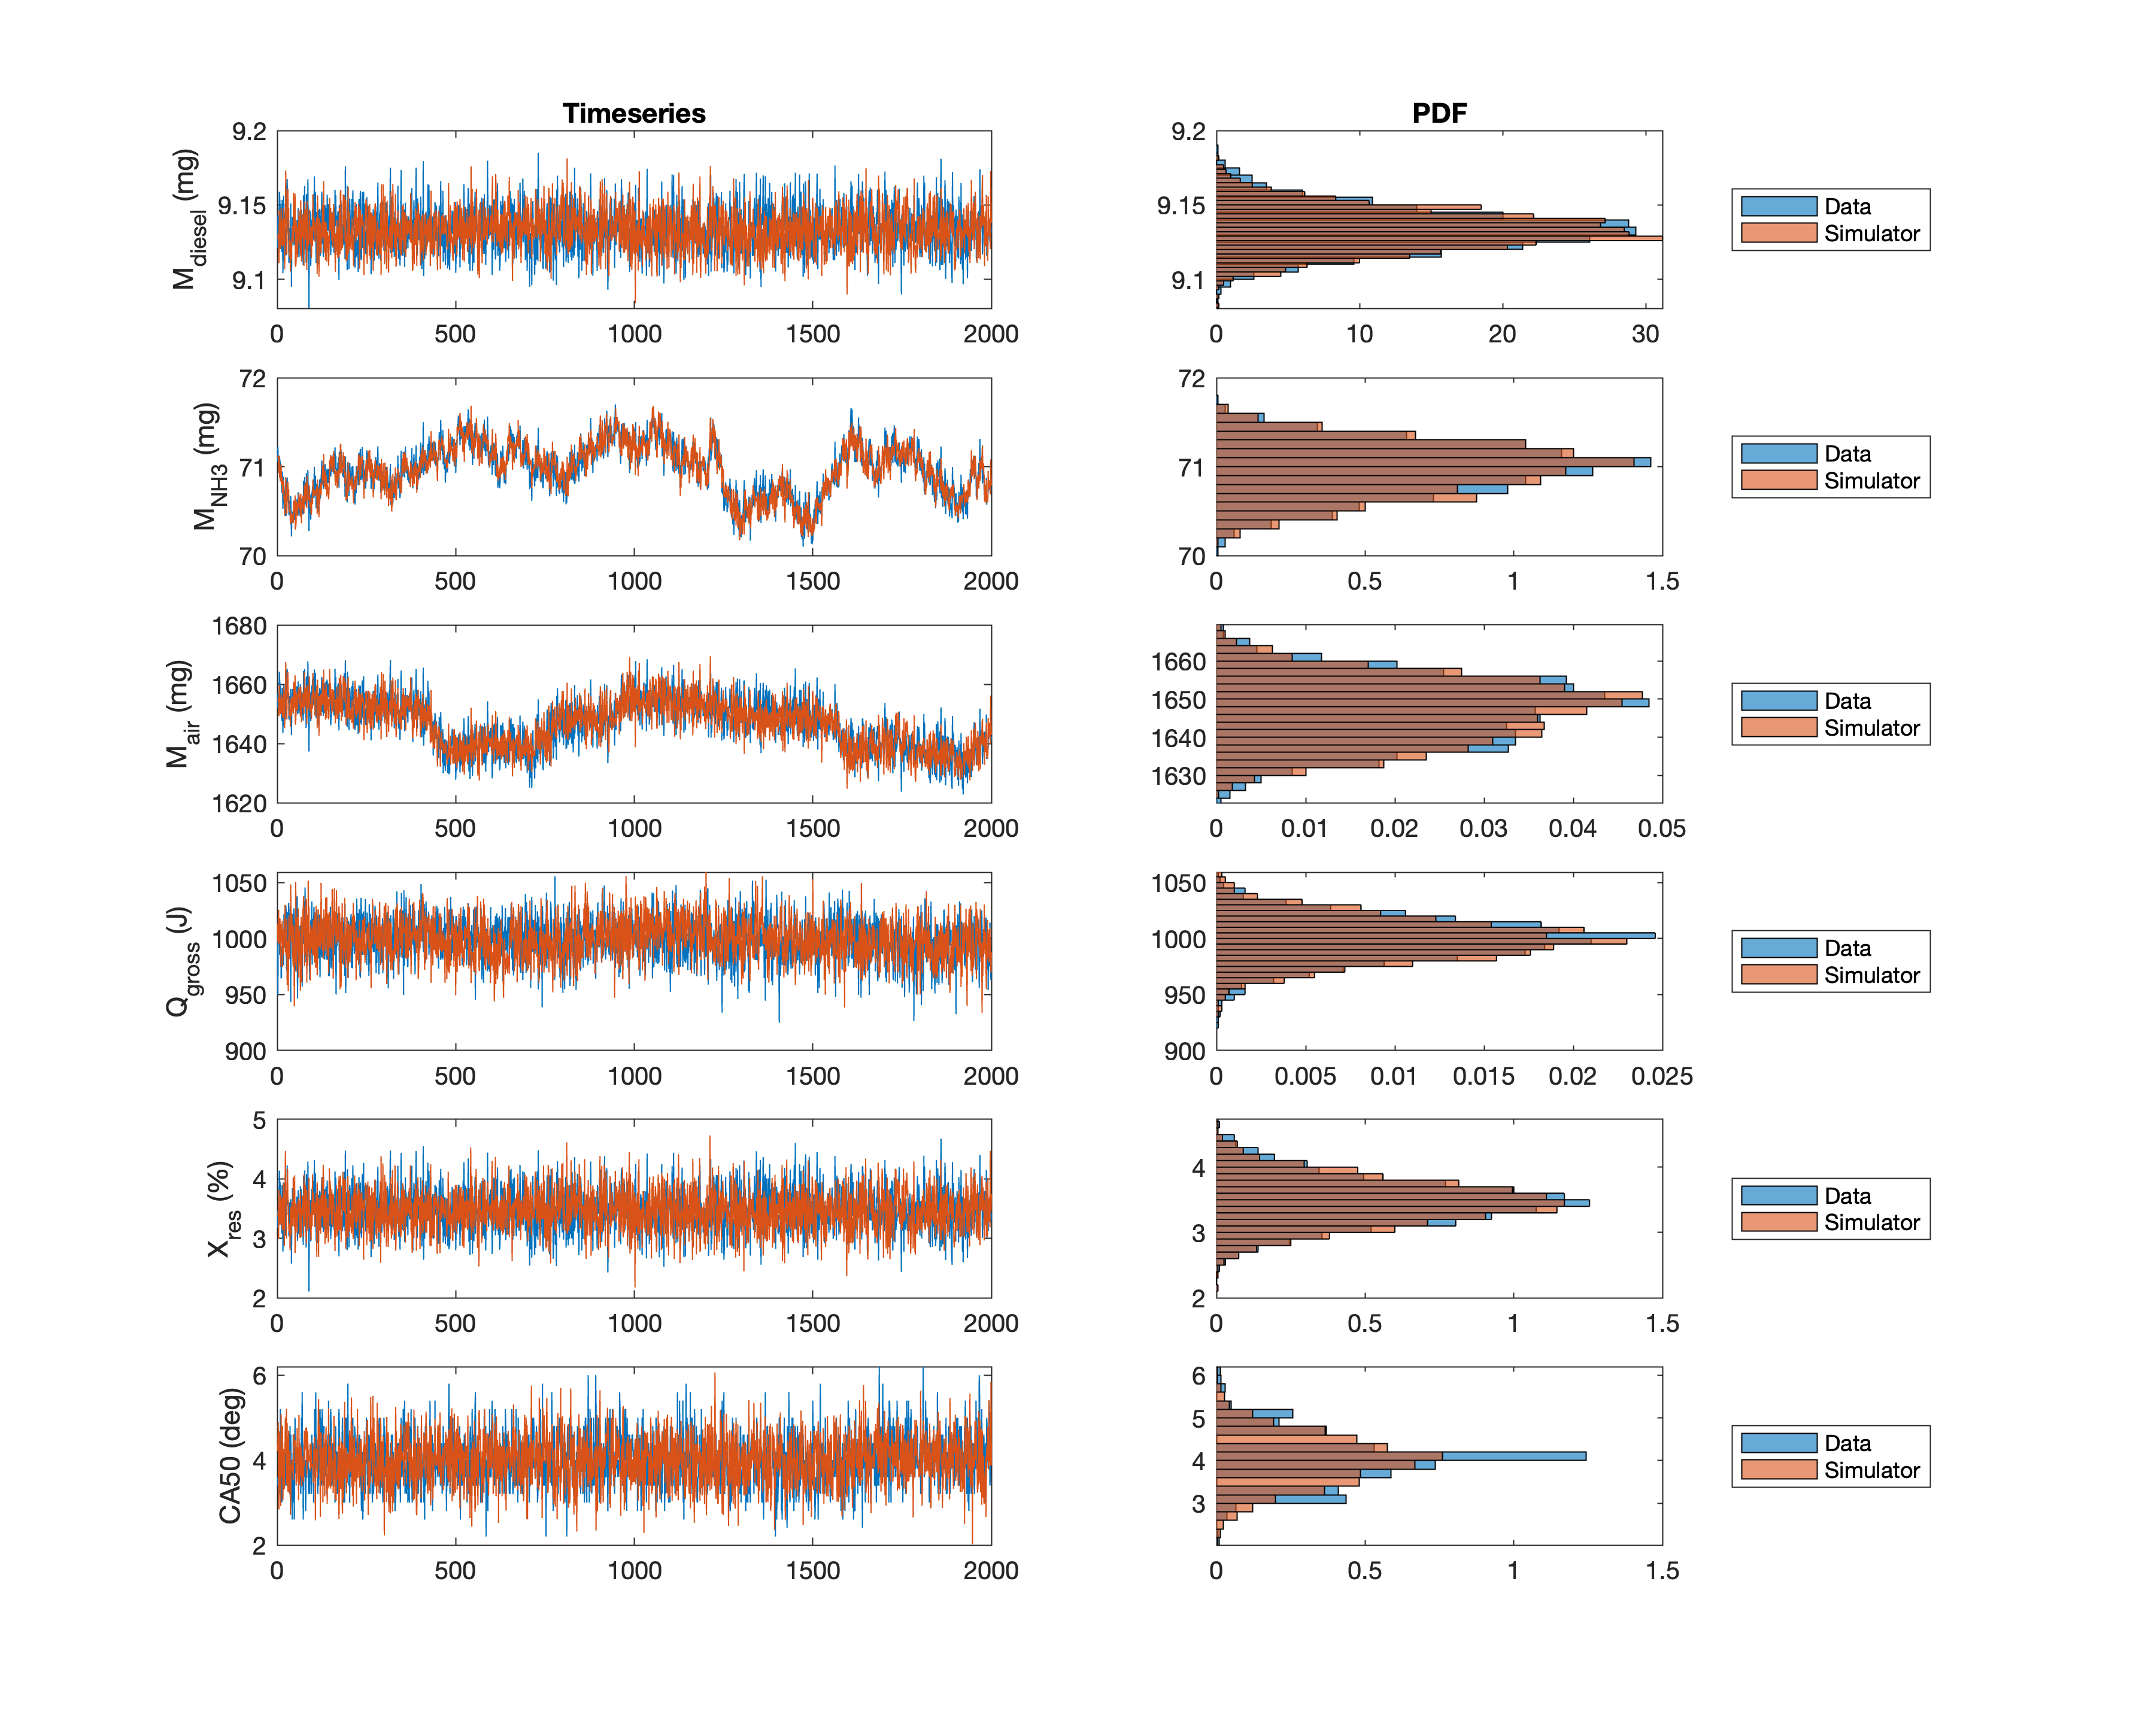 Timeseries PDF
M_diesel (mg) 9.2 9.15 9.1
0 500 1000 1500 2000
9.2 9.15 9.1
0 10 20 30
Data
Simulator
M_NH3 (mg) 72 71 70
0 500 1000 1500 2000
72 71 70
0 0.5 1 1.5
Data
Simulator
M_air (mg) 1680 1660 1640 1620
0 500 1000 1500 2000
1660 1650 1640 1630
0 0.01 0.02 0.03 0.04 0.05
Data
Simulator
Q_gross (J) 1050 1000 950 900
0 500 1000 1500 2000
1050 1000 950 900
0 0.005 0.01 0.015 0.02 0.025
Data
Simulator
X_res (%) 5 4 3 2
0 500 1000 1500 2000
4 3 2
0 0.5 1 1.5
Data
Simulator
CA50 (deg) 6 4 2
0 500 1000 1500 2000
6 5 4 3
0 0.5 1 1.5
Data
Simulator